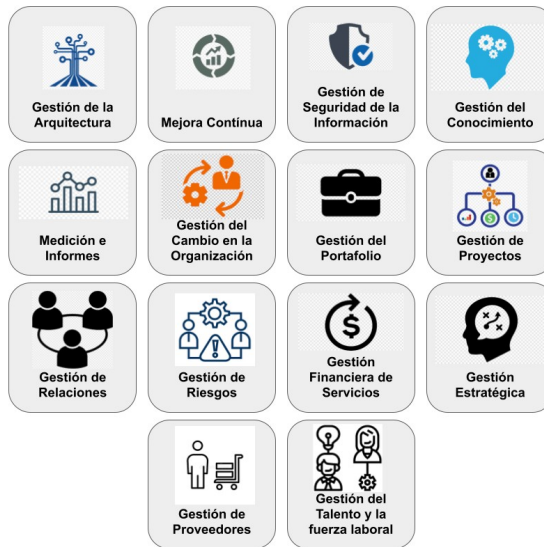 Gestión de la
Arquitectura
Mejora Contínua
Gestión de
Seguridad de la
Información
Gestión del
Conocimiento
Medición e
Informes
Gestión del
Cambio en la
Organización
Gestión del
Portafolio
Gestión de
Proyectos
Gestión de
Relaciones
Gestión de
Riesgos
Gestión
Financiera de
Servicios
Gestión
Estratégica
Gestión de
Proveedores
Gestión del
Talento y la
fuerza laboral